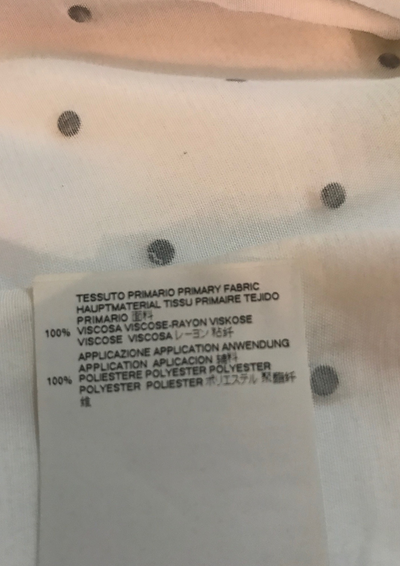 TESSUTO PRIMARIO PRIMARY FABRIC
HAUPTMATERIAL TISSU PRIMAIRE TEJIDO
PRIMARIO 面料
100% VISCOSA VISCOSE-RAYON VISKOSE
VISCOSE VISCOSA レーヨン 粘纤
APPLICAZIONE APPLICATION ANWENDUNG
APPLICATION APLICACION 辅料
100% POLIESTERE POLYESTER POLYESTER
POLYESTER POLIESTER ポリエステル 聚酯纤
维